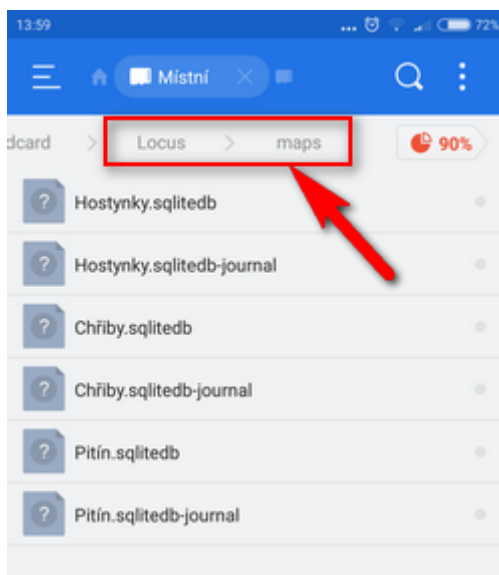 13:59 ... 72%
Místní
dcard > Locus > maps 90%
? Hostynky.sqlitedb
? Hostynky.sqlitedb-journal
? Chřiby.sqlitedb
? Chřiby.sqlitedb-journal
? Pitín.sqlitedb
? Pitín.sqlitedb-journal